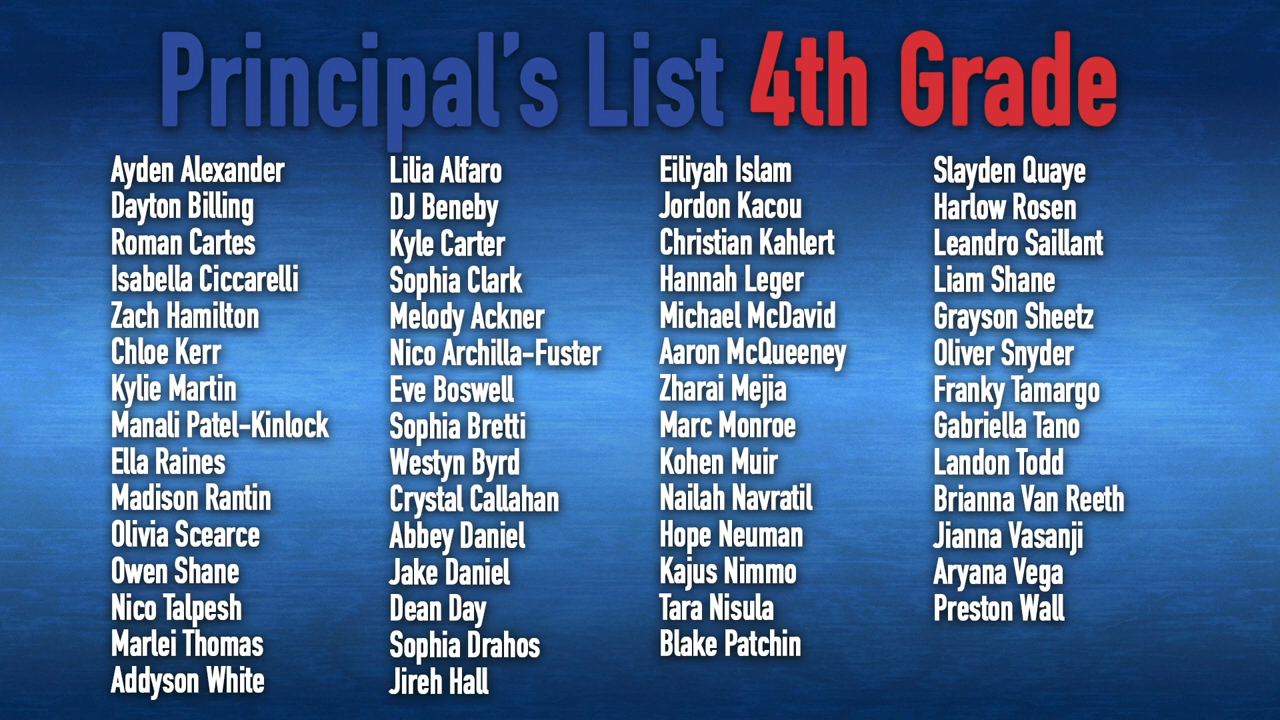 Principal's List 4th Grade
Ayden Alexander
Dayton Billing
Roman Cartes
Isabella Ciccarelli
Zach Hamilton
Chloe Kerr
Kylie Martin
Manali Patel-Kinlock
Ella Raines
Madison Rantin
Olivia Scearce
Owen Shane
Nico Talpesh
Marlei Thomas
Addyson White
Lilia Alfaro
DJ Beneby
Kyle Carter
Sophia Clark
Melody Ackner
Nico Archilla-Fuster
Eve Boswell
Sophia Bretti
Westyn Byrd
Crystal Callahan
Abbey Daniel
Jake Daniel
Dean Day
Sophia Drahos
Jireh Hall
Eiliyah Islam
Jordon Kacou
Christian Kahlert
Hannah Leger
Michael McDavid
Aaron McQueeney
Zharai Mejia
Marc Monroe
Kohen Muir
Nailah Navratil
Hope Neuman
Kajus Nimmo
Tara Nisula
Blake Patchin
Slayden Quaye
Harlow Rosen
Leandro Saillant
Liam Shane
Grayson Sheetz
Oliver Snyder
Franky Tamargo
Gabriella Tano
Landon Todd
Brianna Van Reeth
Jianna Vasanji
Aryana Vega
Preston Wall